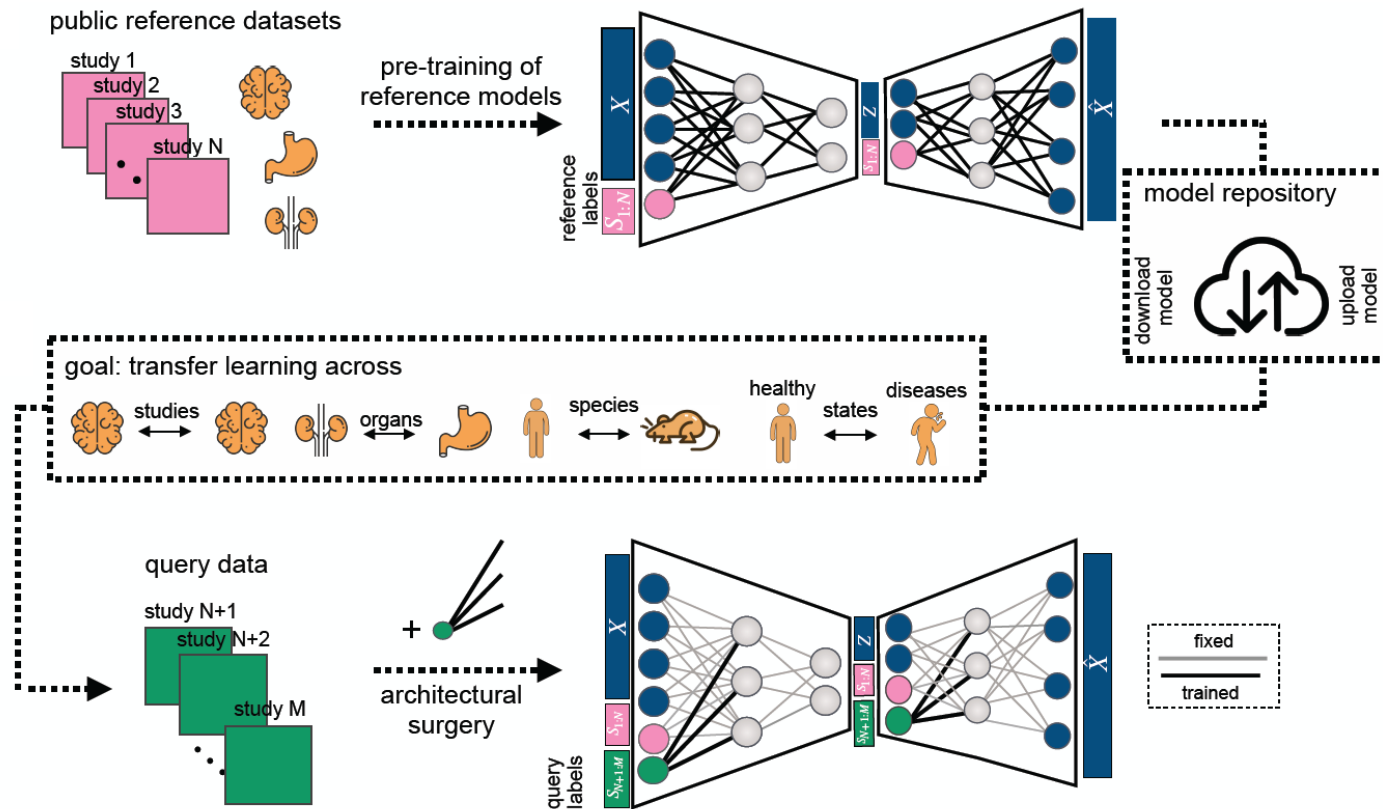 public reference datasets
study 1
study 2
study 3
study N
pre-training of
reference models
X
reference
labels
S1:N
Z
S1:N
X̂
model repository
download
model
upload
model
goal: transfer learning across
studies
organs
species
healthy
states
diseases
query data
study N+1
study N+2
study M
+
architectural
surgery
X
S1:N
SN+1:M
query
labels
Z
S1:N
SN+1:M
X̂
fixed
trained